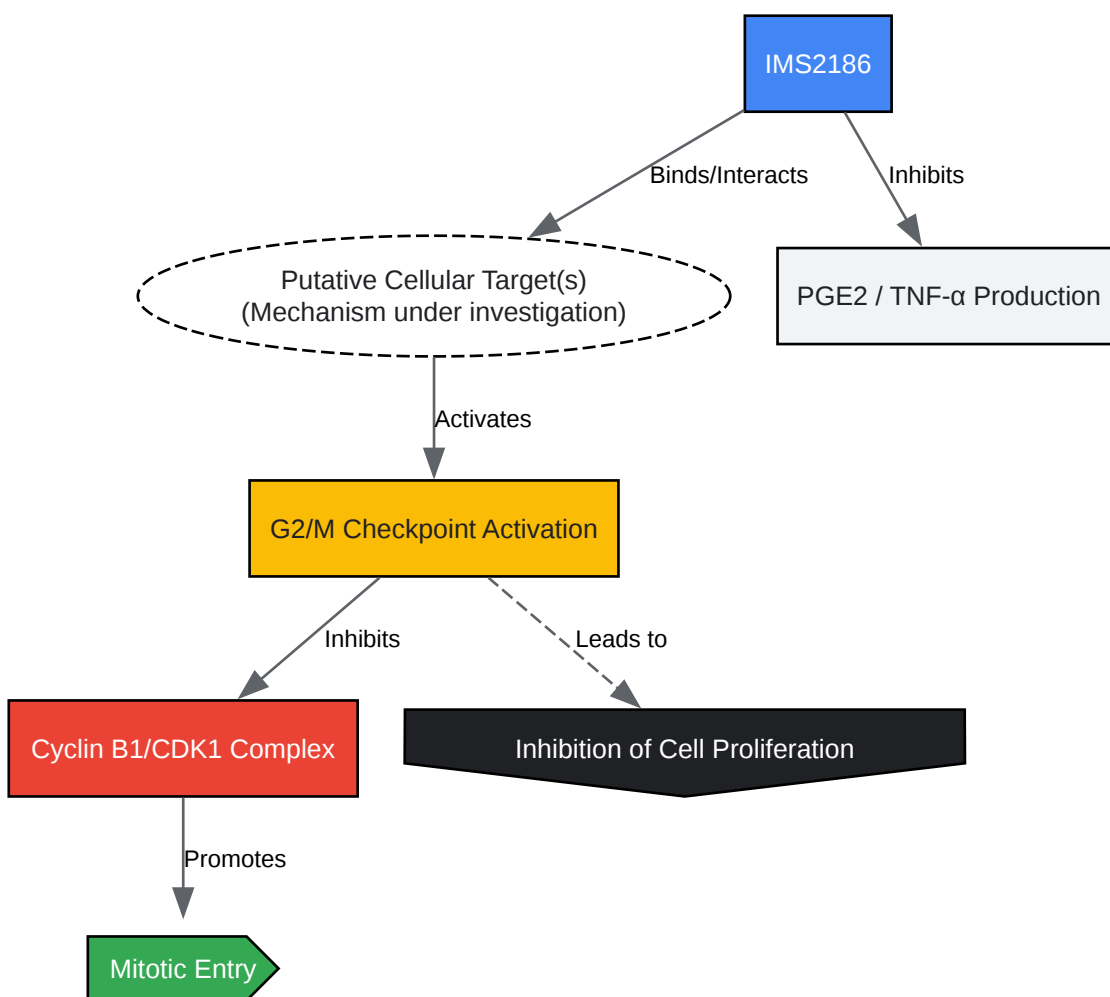 IMS2186
Binds/Interacts
Inhibits
Putative Cellular Target(s)
(Mechanism under investigation)
PGE2 / TNF-α Production
Activates
G2/M Checkpoint Activation
Inhibits
Leads to
Cyclin B1/CDK1 Complex
Inhibition of Cell Proliferation
Promotes
Mitotic Entry